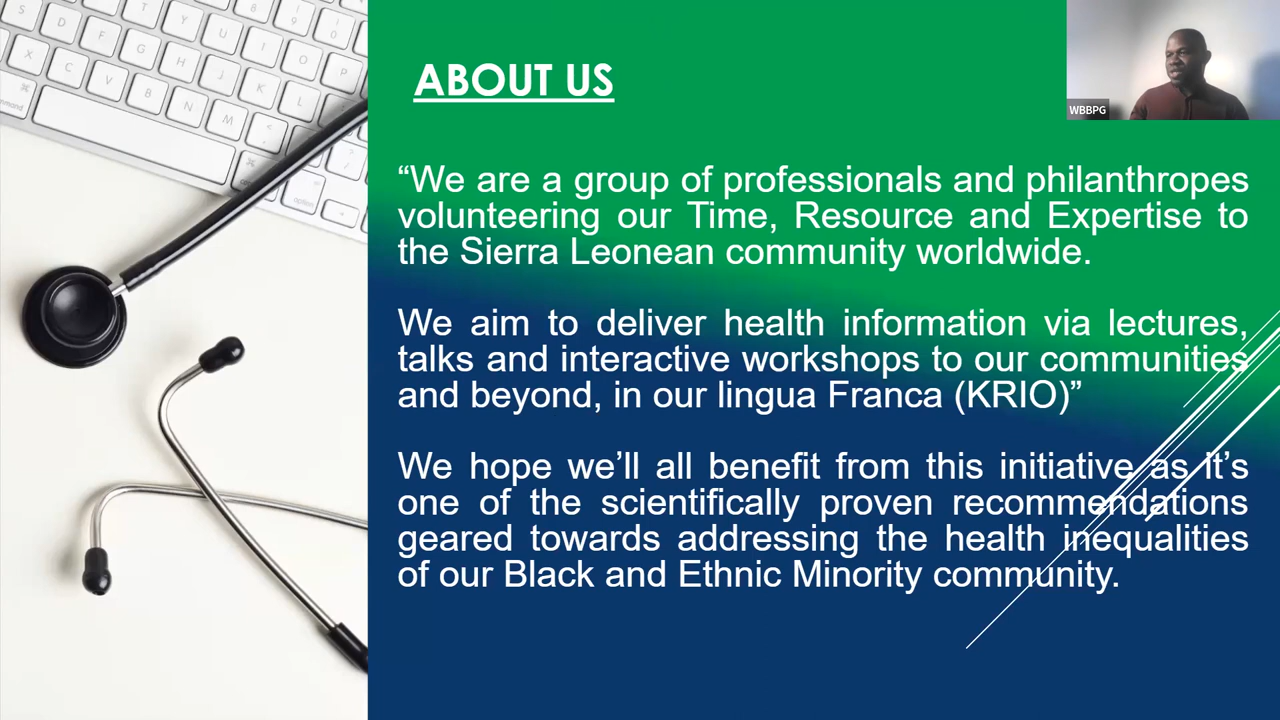 ABOUT US
WBBPG
“We are a group of professionals and philanthropes
volunteering our Time, Resource and Expertise to
the Sierra Leonean community worldwide.
We aim to deliver health information via lectures,
talks and interactive workshops to our communities
and beyond, in our lingua Franca (KRIO)”
We hope we’ll all benefit from this initiative as it’s
one of the scientifically proven recommendations
geared towards addressing the health inequalities
of our Black and Ethnic Minority community.
S D F G H J K L
T Y U I O P
X C V B N M
command
option